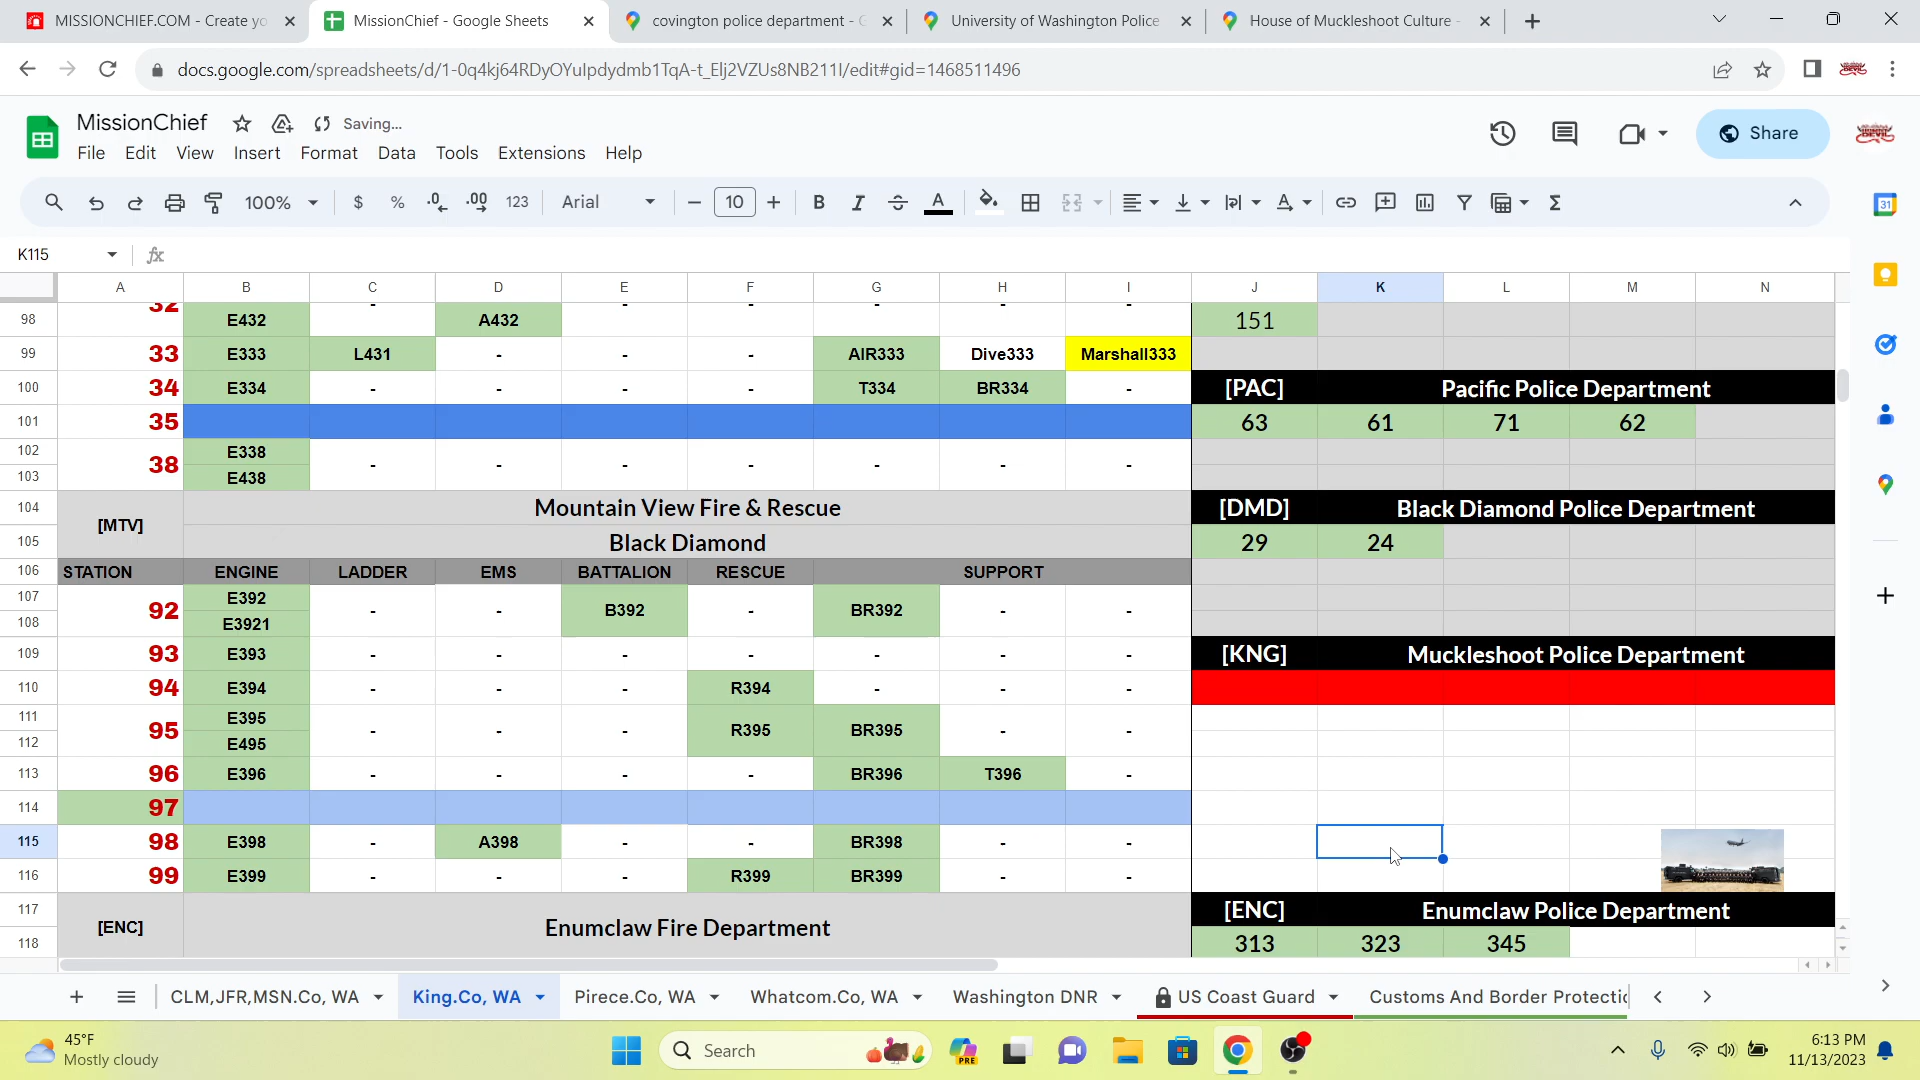 MISSIONCHIEF.COM - Create yo
MissionChief - Google Sheets
covington police department - G
University of Washington Police
House of Muckleshoot Culture -
docs.google.com/spreadsheets/d/1-0q4kj64RDyOYuIpdydmb1TqA-t_Elj2VZUs8NB211I/edit#gid=1468511496
MissionChief Saving...
File Edit View Insert Format Data Tools Extensions Help
Share
100% $ % .0 .00 123 Arial 10 B I A
31
K115 fx
A B C D E F G H I J K L M N
98 32 E432 - A432 - - - - - 151
99 33 E333 L431 - - - AIR333 Dive333 Marshall333
100 34 E334 - - - - T334 BR334 - [PAC] Pacific Police Department
101 35 63 61 71 62
102 38 E338 - - - - - - -
103 E438
104 [MTV] Mountain View Fire & Rescue [DMD] Black Diamond Police Department
105 Black Diamond 29 24
106 STATION ENGINE LADDER EMS BATTALION RESCUE SUPPORT
107 92 E392 - - B392 - BR392 - -
108 E3921
109 93 E393 - - - - - - - [KNG] Muckleshoot Police Department
110 94 E394 - - - R394 - - -
111 95 E395 - - - R395 BR395 - -
112 E495
113 96 E396 - - - - BR396 T396 -
114 97
115 98 E398 - A398 - - BR398 - -
116 99 E399 - - - R399 BR399 - -
117 [ENC] Enumclaw Fire Department [ENC] Enumclaw Police Department
118 313 323 345
CLM,JFR,MSN.Co, WA King.Co, WA Pirece.Co, WA Whatcom.Co, WA Washington DNR US Coast Guard Customs And Border Protectic
45°F
Mostly cloudy
Search
PRE
6:13 PM
11/13/2023